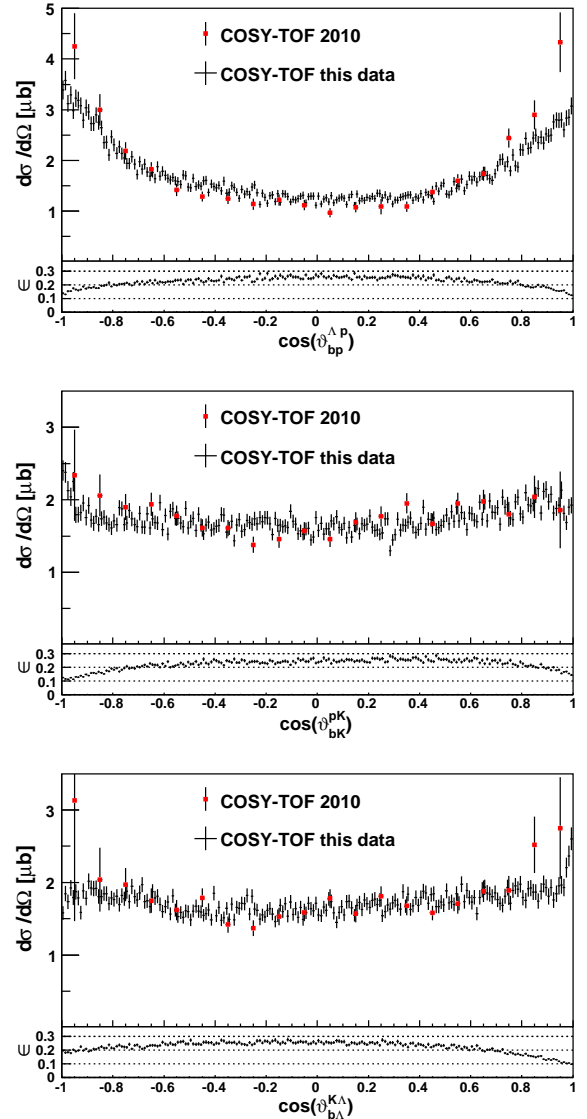 5
COSY-TOF 2010
4
COSY-TOF this data
3
2
1
dσ/dΩ [μb]
∈
0.3
0.2
0.1
0
-1 -0.8 -0.6 -0.4 -0.2 0 0.2 0.4 0.6 0.8 1
cos(ϑ_bp^Λp)
COSY-TOF 2010
3
COSY-TOF this data
2
1
dσ/dΩ [μb]
∈
0.3
0.2
0.1
0
-1 -0.8 -0.6 -0.4 -0.2 0 0.2 0.4 0.6 0.8 1
cos(ϑ_bK^pK)
COSY-TOF 2010
3
COSY-TOF this data
2
1
dσ/dΩ [μb]
∈
0.3
0.2
0.1
0
-1 -0.8 -0.6 -0.4 -0.2 0 0.2 0.4 0.6 0.8 1
cos(ϑ_bΛ^KΛ)